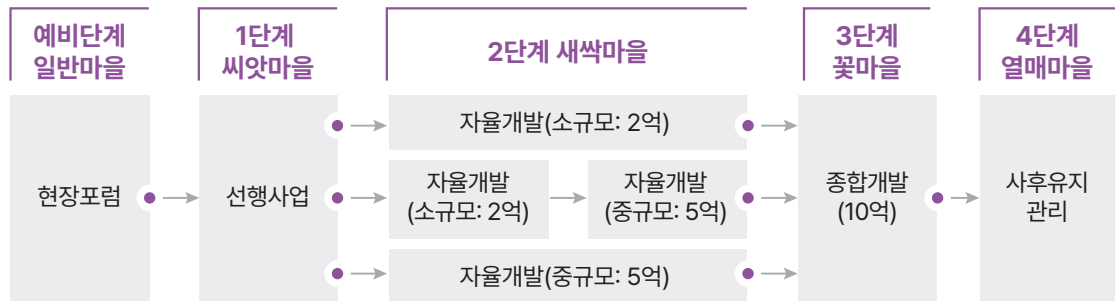 예비단계
일반마을
1단계
씨앗마을
2단계 새싹마을
3단계
꽃마을
4단계
열매마을
현장포럼
선행사업
자율개발(소규모: 2억)
자율개발
(소규모: 2억)
자율개발
(중규모: 5억)
자율개발(중규모: 5억)
종합개발
(10억)
사후유지
관리